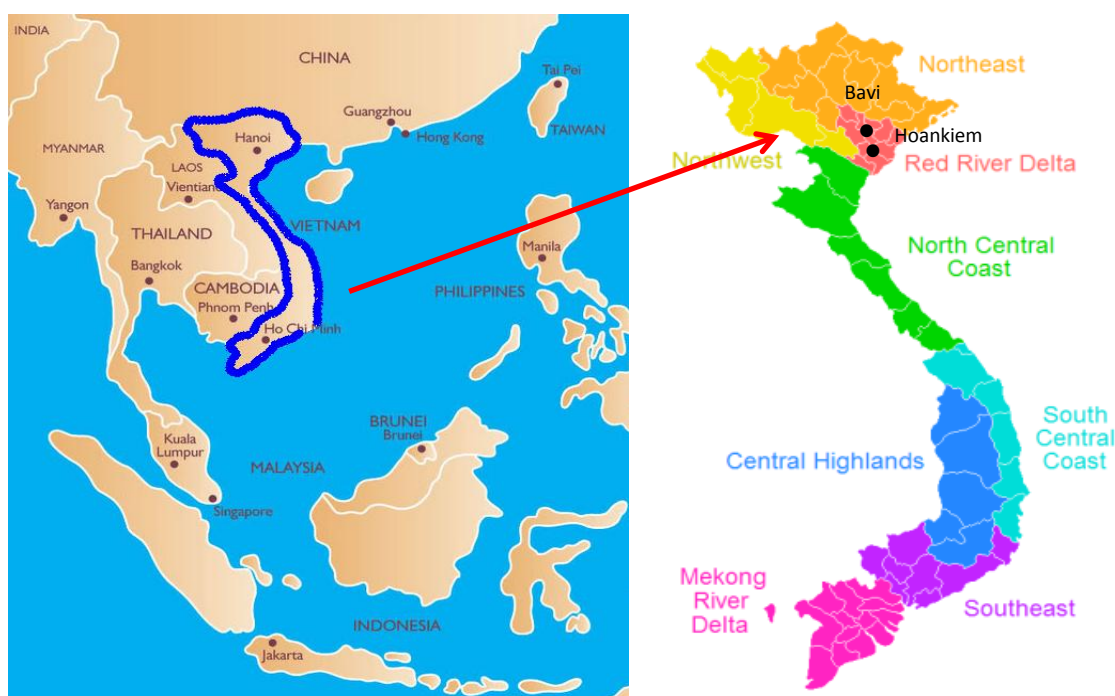 INDIA
CHINA
Tai Pei
Guangzhou
Hong Kong
TAIWAN
Hanoi
MYANMAR
LAOS
Vientiane
Yangon
VIETNAM
THAILAND
Manila
Bangkok
CAMBODIA
PHILIPPINES
Phnom Penh
Ho Chi Minh
BRUNEI
Brunei
Kuala
Lumpur
MALAYSIA
Singapore
INDONESIA
Jakarta
Northeast
Bavi
Hoankiem
Northwest
Red River Delta
North Central
Coast
South
Central
Coast
Central Highlands
Mekong
River
Delta
Southeast